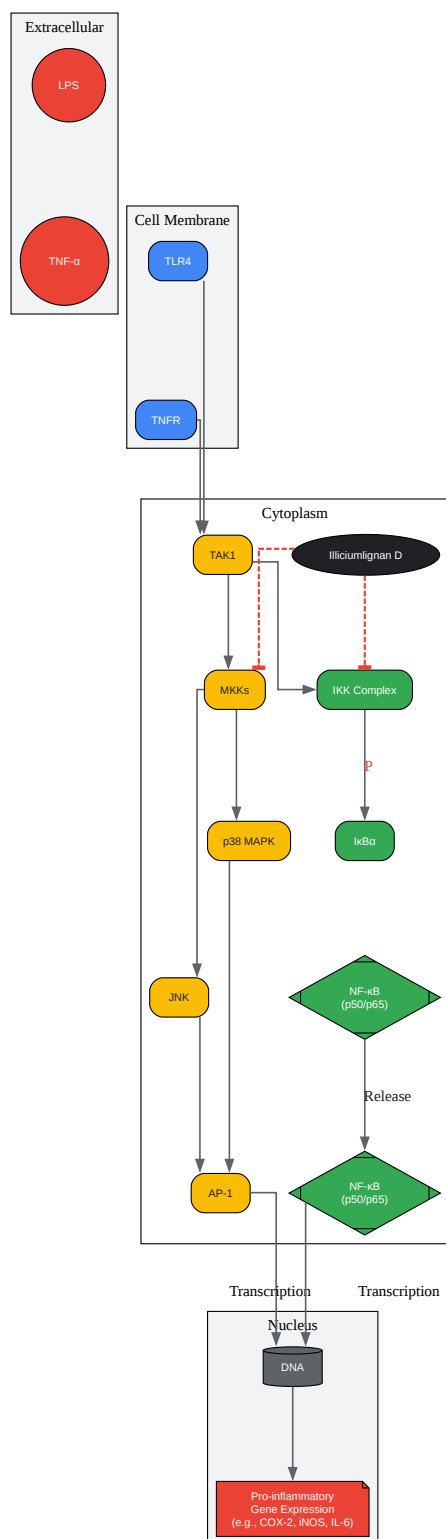 Extracellular
LPS
TNF-α
Cell Membrane
TLR4
TNFR
Cytoplasm
TAK1
Illiciumlignan D
MKKs
IKK Complex
P
p38 MAPK
IκBα
JNK
NF-κB
(p50/p65)
Release
AP-1
NF-κB
(p50/p65)
Transcription
Transcription
Nucleus
DNA
Pro-inflammatory
Gene Expression
(e.g., COX-2, iNOS, IL-6)